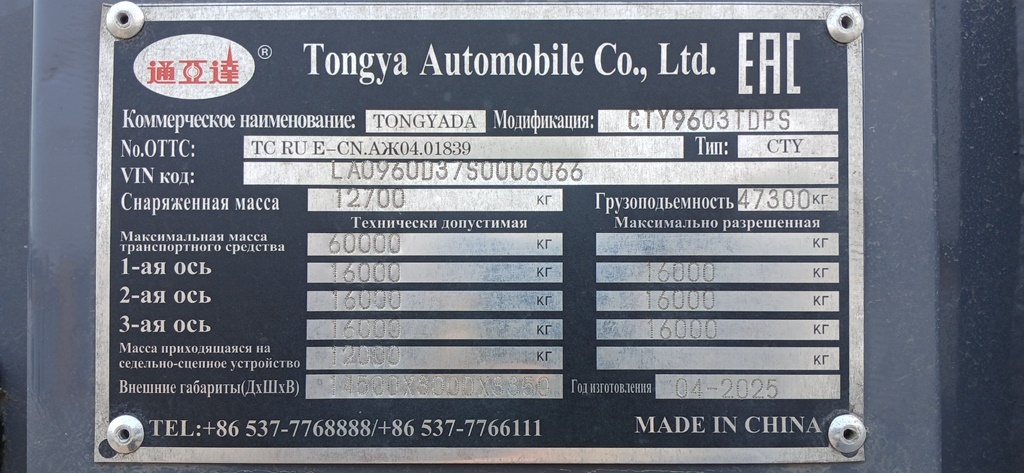 通亞達 ® Tongya Automobile Co., Ltd. EAC
Коммерческое наименование: TONGYADA Модификация: CTY9603TDPS
No.ОТТС: ТС RU E-CN.АЖ04.01839 Тип: CTY
VIN код: LA0960D37S0006066
Снаряженная масса 12700 кг Грузоподьемность 47300 кг
Технически допустимая Максимально разрешенная
Максимальная масса транспортного средства 60000 кг кг
1-ая ось 16000 кг 16000 кг
2-ая ось 16000 кг 16000 кг
3-ая ось 16000 кг 16000 кг
Масса приходящаяся на седельно-сцепное устройство 12000 кг кг
Внешние габариты(ДхШхВ) Год изготовления 04-2025
TEL:+86 537-7768888/+86 537-7766111 MADE IN CHINA